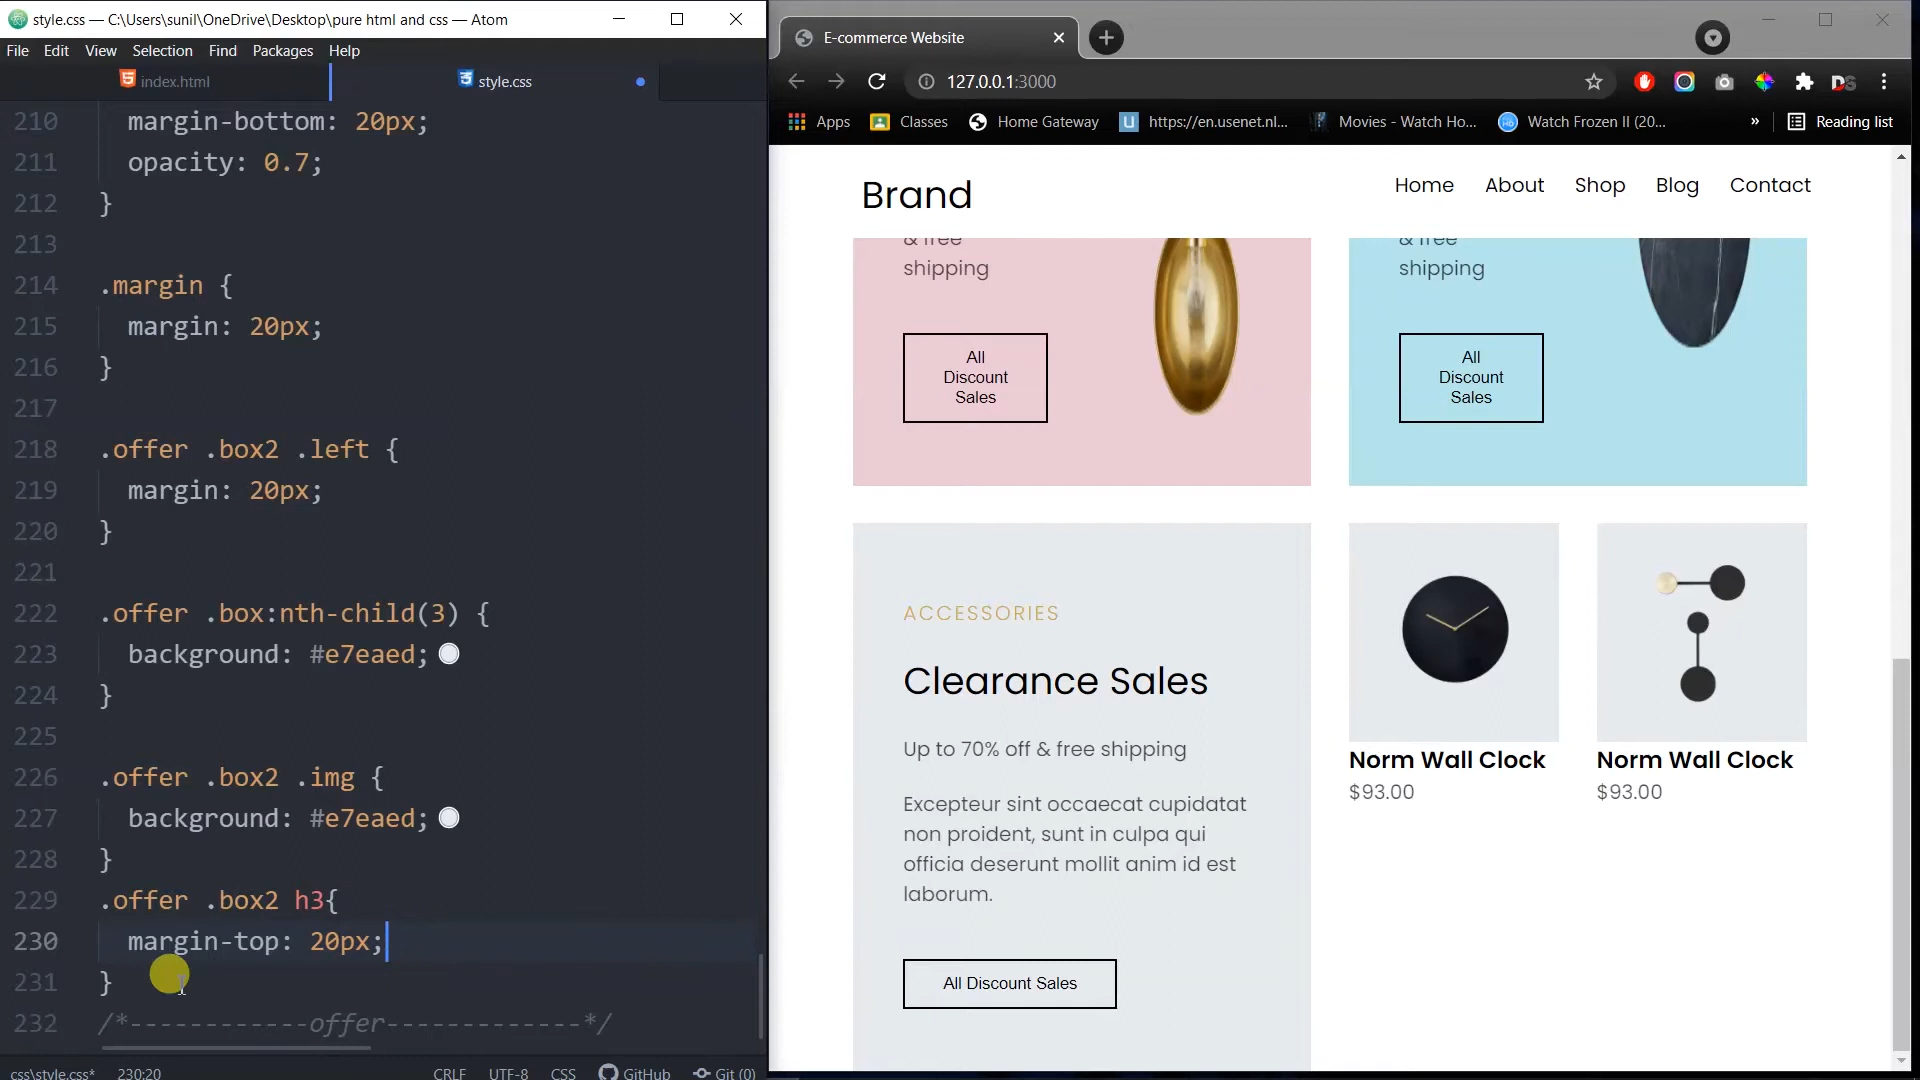 style.css — C:\Users\sunil\OneDrive\Desktop\pure html and css — Atom
File Edit View Selection Find Packages Help
index.html
style.css
210 margin-bottom: 20px;
211 opacity: 0.7;
212 }
213
214 .margin {
215 margin: 20px;
216 }
217
218 .offer .box2 .left {
219 margin: 20px;
220 }
221
222 .offer .box:nth-child(3) {
223 background: #e7eaed;
224 }
225
226 .offer .box2 .img {
227 background: #e7eaed;
228 }
229 .offer .box2 h3{
230 margin-top: 20px;
231 }
232 /*------------offer-------------*/
css\style.css* 230:20 CRLF UTF-8 CSS GitHub Git (0)
E-commerce Website
127.0.0.1:3000
Apps Classes Home Gateway https://en.usenet.nl... Movies - Watch Ho... Watch Frozen II (20... » Reading list
Brand
Home About Shop Blog Contact
& free
shipping
All
Discount
Sales
& free
shipping
All
Discount
Sales
ACCESSORIES
Clearance Sales
Up to 70% off & free shipping
Excepteur sint occaecat cupidatat
non proident, sunt in culpa qui
officia deserunt mollit anim id est
laborum.
All Discount Sales
Norm Wall Clock
$93.00
Norm Wall Clock
$93.00